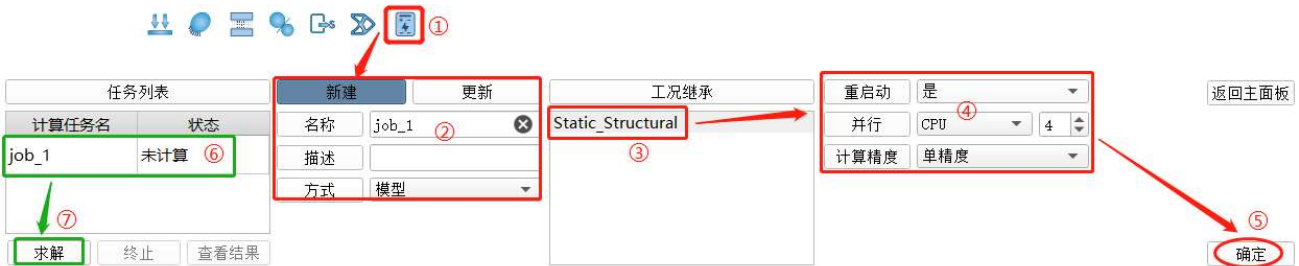 ①
任务列表 新建 更新 工况继承 重启动 是 返回主面板
计算任务名 状态 名称 job_1 ② Static_Structural 并行 CPU ④ 4
job_1 未计算 ⑥ 描述 ③ 计算精度 单精度
方式 模型
⑦ ⑤
求解 终止 查看结果 确定